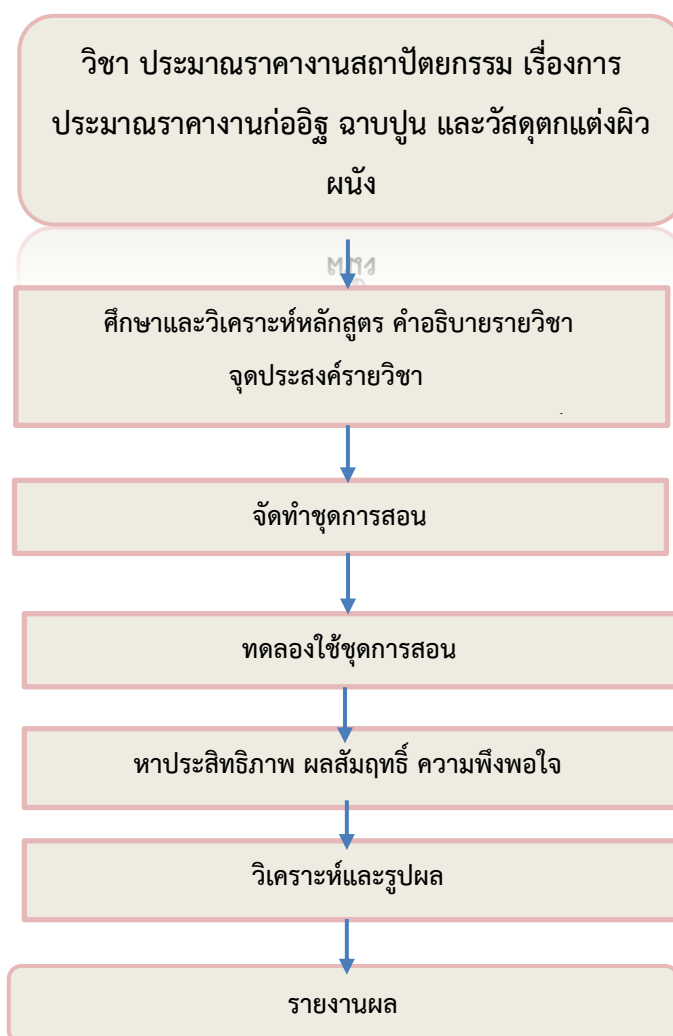 วิชา ประมาณราคางานสถาปัตยกรรม เรื่องการ
ประมาณราคางานก่ออิฐ ฉาบปูน และวัสดุตกแต่งผิว
ผนัง
ศึกษาและวิเคราะห์หลักสูตร คำอธิบายรายวิชา
จุดประสงค์รายวิชา
จัดทำชุดการสอน
ทดลองใช้ชุดการสอน
หาประสิทธิภาพ ผลสัมฤทธิ์ ความพึงพอใจ
วิเคราะห์และรูปผล
รายงานผล